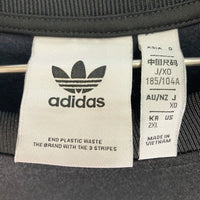 adidas
END PLASTIC WASTE
THE BRAND WITH THE 3 STRIPES
ASIA O
中国尺码
J/XO
185/104A
AU/NZ J
XO
KR US
2XL
MADE IN
VIETNAM